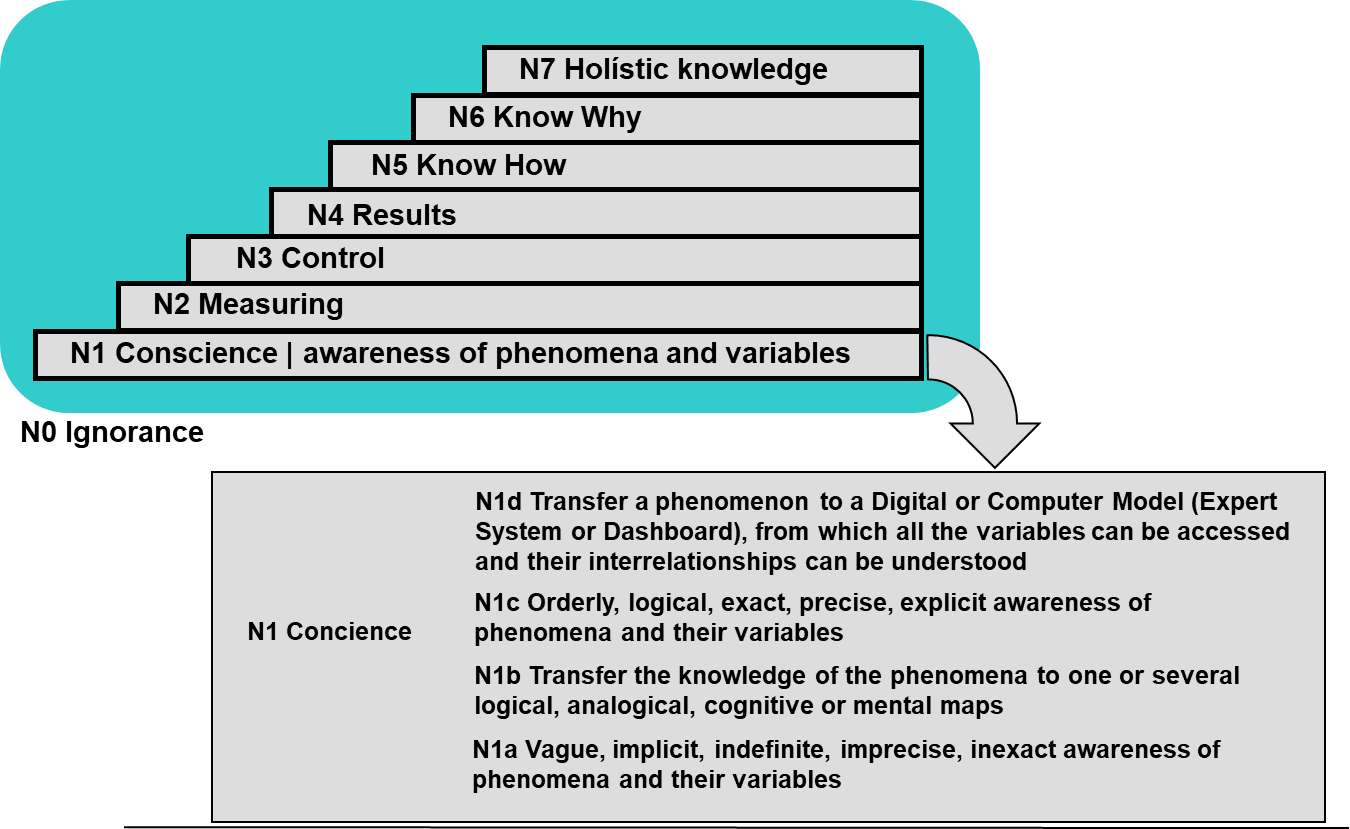 N7 Holístic knowledge
N6 Know Why
N5 Know How
N4 Results
N3 Control
N2 Measuring
N1 Conscience | awareness of phenomena and variables
N0 Ignorance
N1 Concience
N1d Transfer a phenomenon to a Digital or Computer Model (Expert
System or Dashboard), from which all the variables can be accessed
and their interrelationships can be understood
N1c Orderly, logical, exact, precise, explicit awareness of
phenomena and their variables
N1b Transfer the knowledge of the phenomena to one or several
logical, analogical, cognitive or mental maps
N1a Vague, implicit, indefinite, imprecise, inexact awareness of
phenomena and their variables